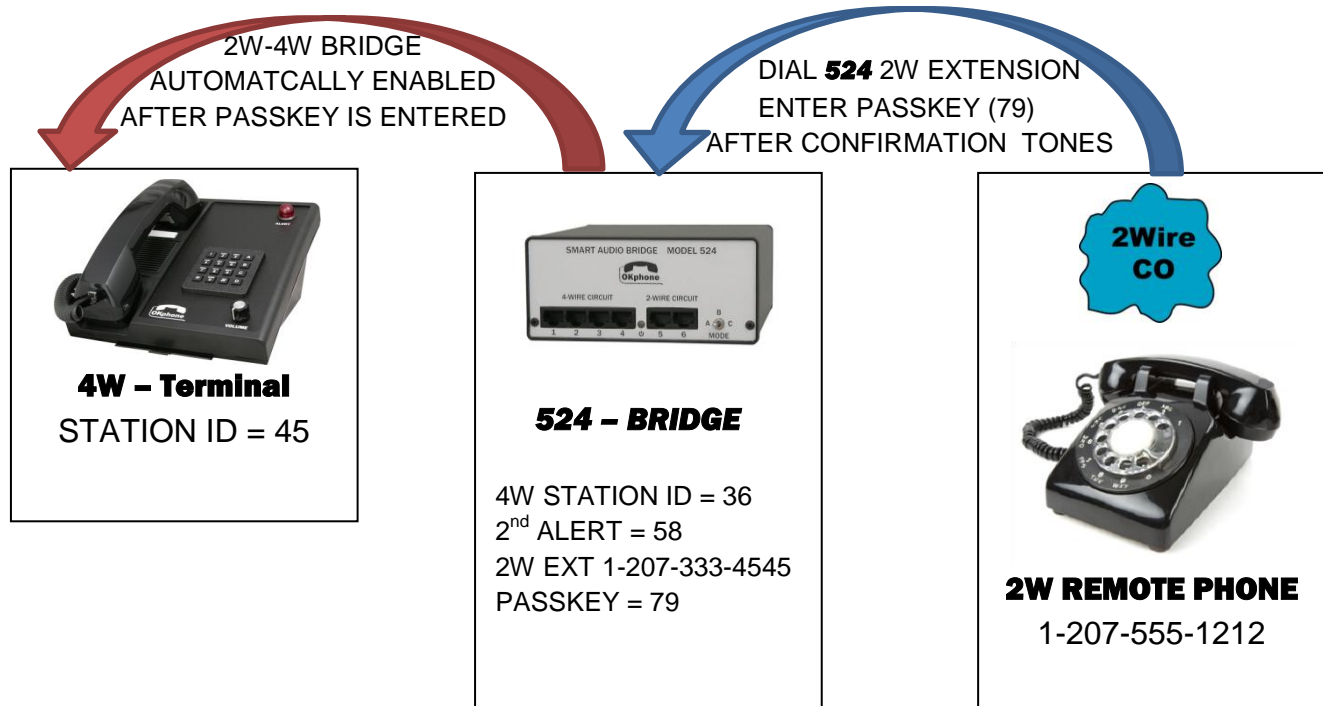 2W-4W BRIDGE
AUTOMATCALLY ENABLED
AFTER PASSKEY IS ENTERED
DIAL 524 2W EXTENSION
ENTER PASSKEY (79)
AFTER CONFIRMATION TONES
ALERT
OKphone
VOLUME
4W – Terminal
STATION ID = 45
SMART AUDIO BRIDGE MODEL 524
OKphone
4-WIRE CIRCUIT 2-WIRE CIRCUIT
B
A C
1 2 3 4 5 6 MODE
524 – BRIDGE
4W STATION ID = 36
2nd ALERT = 58
2W EXT 1-207-333-4545
PASSKEY = 79
2Wire
CO
2W REMOTE PHONE
1-207-555-1212